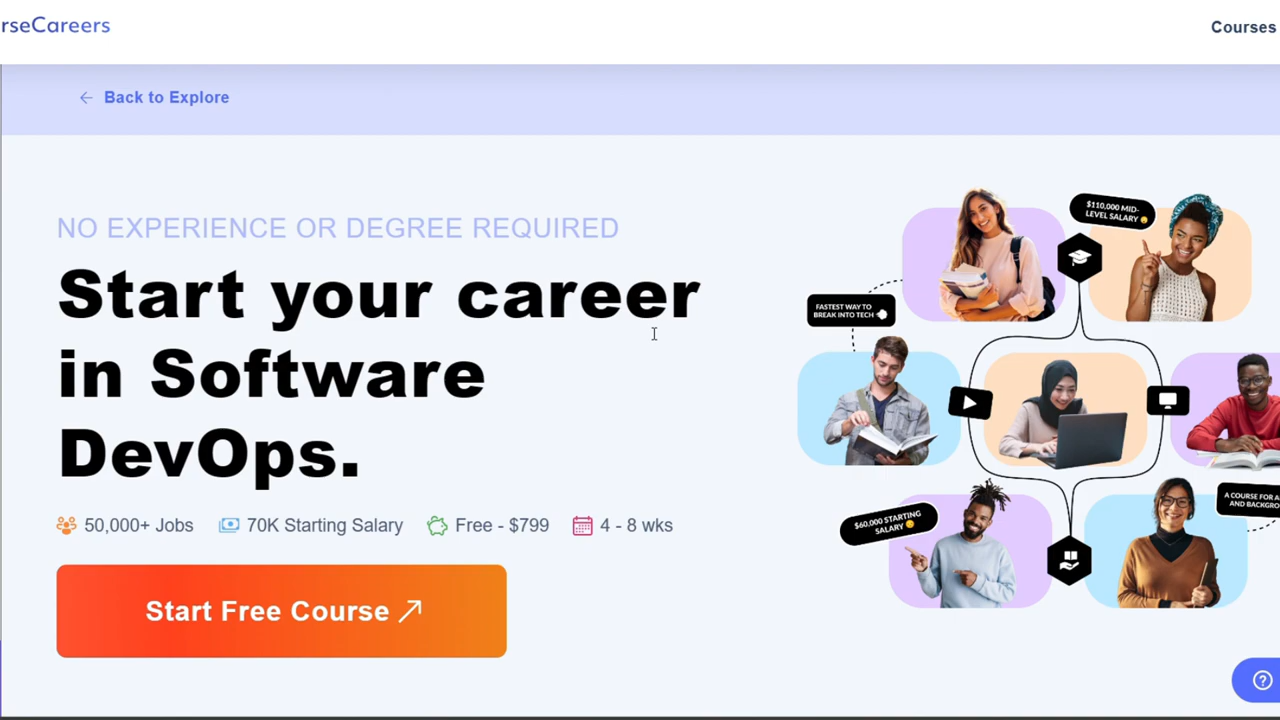 rseCareers
Courses
Back to Explore
NO EXPERIENCE OR DEGREE REQUIRED
Start your career
in Software
DevOps.
50,000+ Jobs
70K Starting Salary
Free - $799
4 - 8 wks
Start Free Course
$110,000 MID-
LEVEL SALARY
FASTEST WAY TO
BREAK INTO TECH
$60,000 STARTING
SALARY
A COURSE FOR A
AND BACKGRO